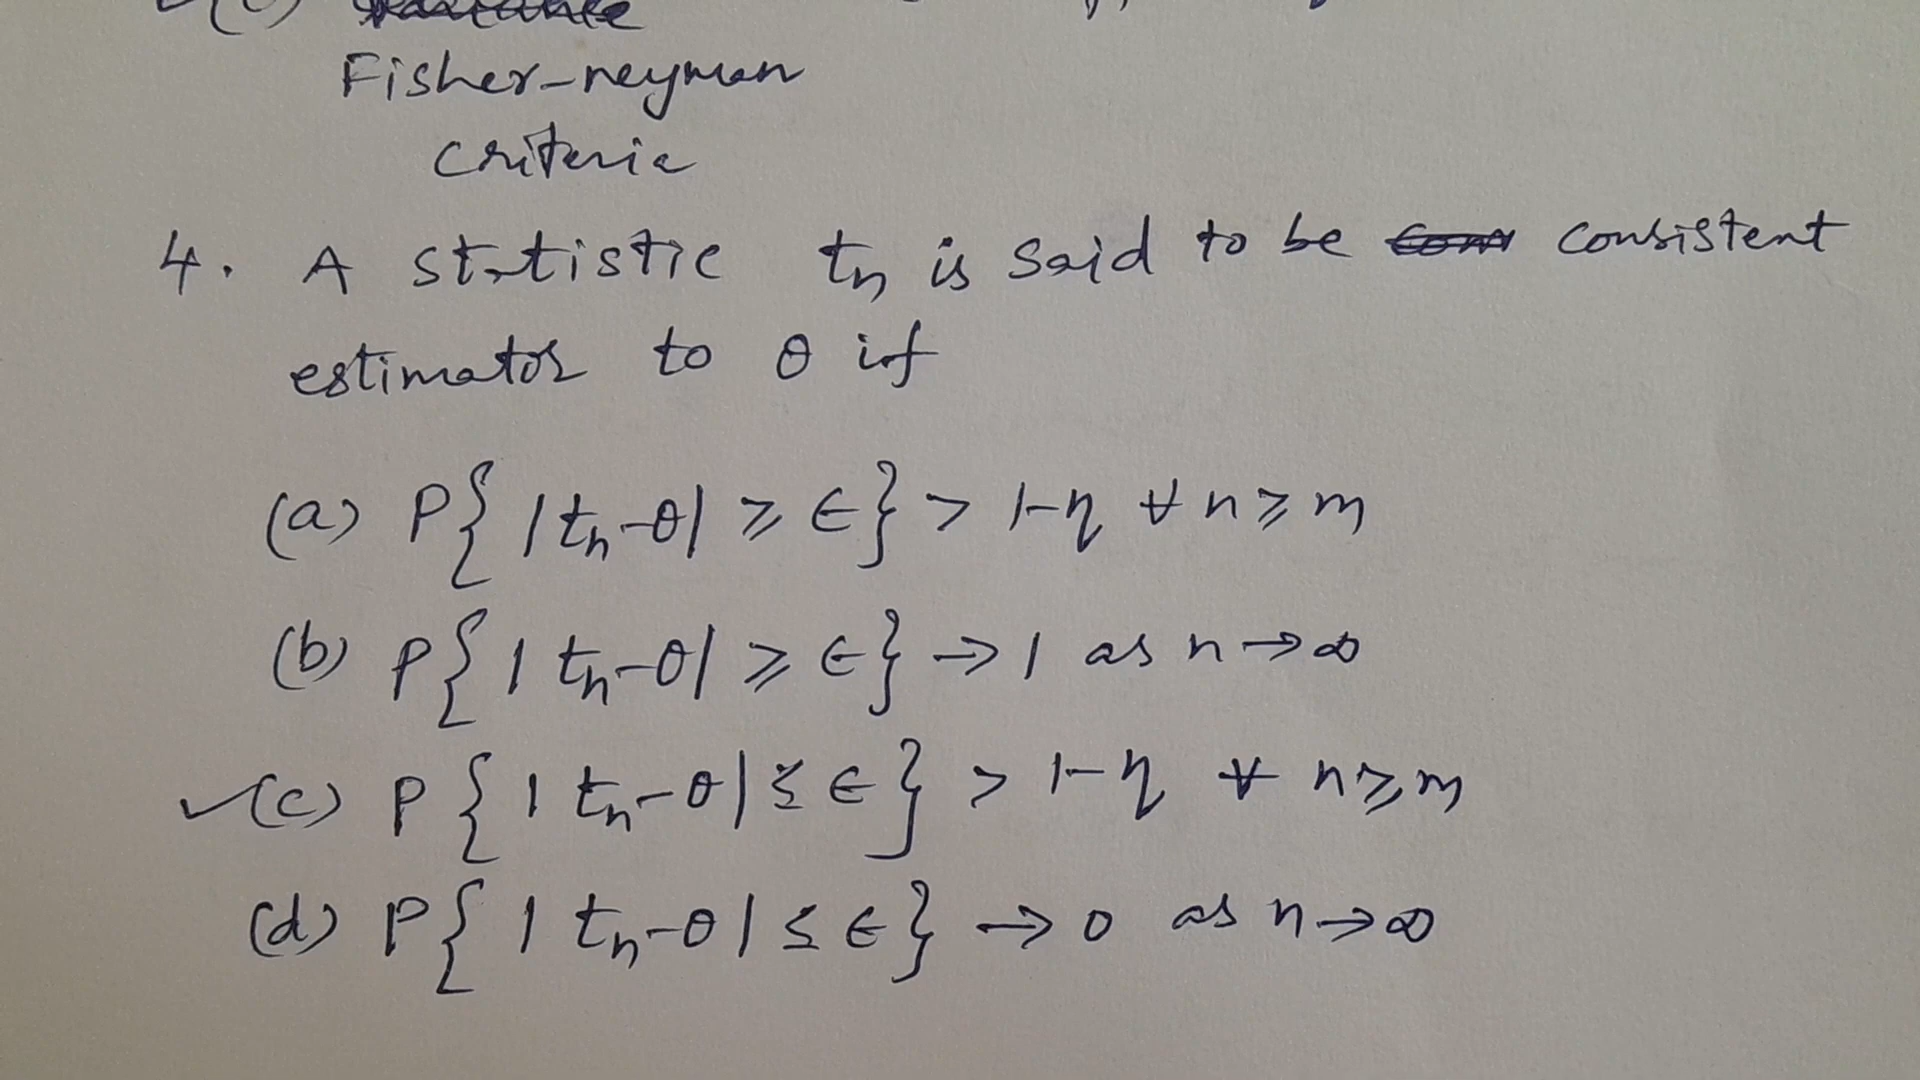 (c)
Fisher-neyman
criteria
4. A statistic tn is said to be consistent
estimator to θ if
(a) P{|tn-θ| ⩾ ∈} > 1-η ∀ n ⩾ m
(b) P{|tn-θ| ⩾ ∈} → 1 as n → ∞
✓(c) P{|tn-θ| ≤ ∈} > 1-η ∀ n ⩾ m
(d) P{|tn-θ| ≤ ∈} → 0 as n → ∞